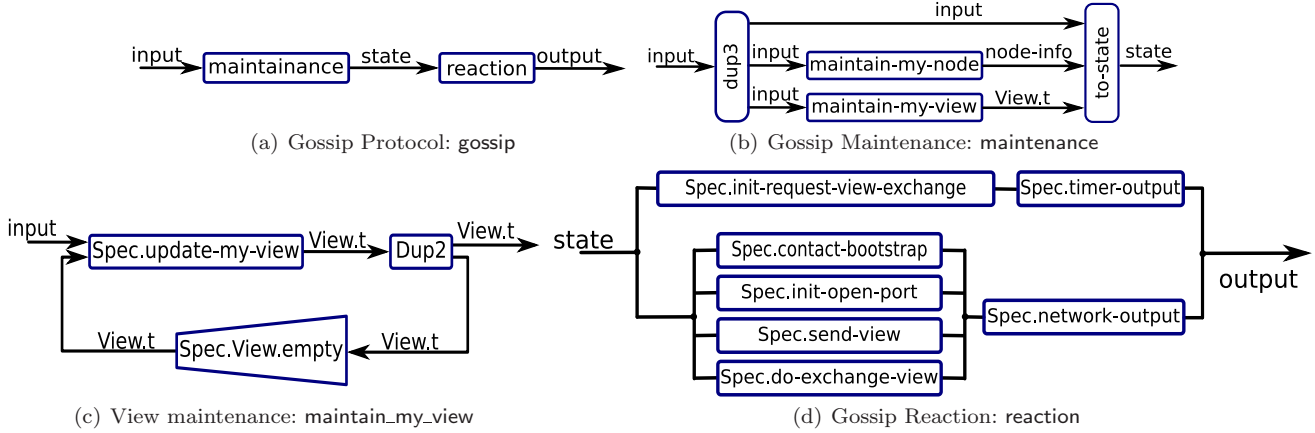 input
maintainance
state
reaction
output
(a) Gossip Protocol: gossip
input
dup3
input
input
maintain-my-node
node-info
input
maintain-my-view
View.t
to-state
state
(b) Gossip Maintenance: maintenance
input
Spec.update-my-view
View.t
Dup2
View.t
View.t
Spec.View.empty
View.t
(c) View maintenance: maintain_my_view
state
Spec.init-request-view-exchange
Spec.timer-output
Spec.contact-bootstrap
Spec.init-open-port
Spec.send-view
Spec.do-exchange-view
Spec.network-output
output
(d) Gossip Reaction: reaction